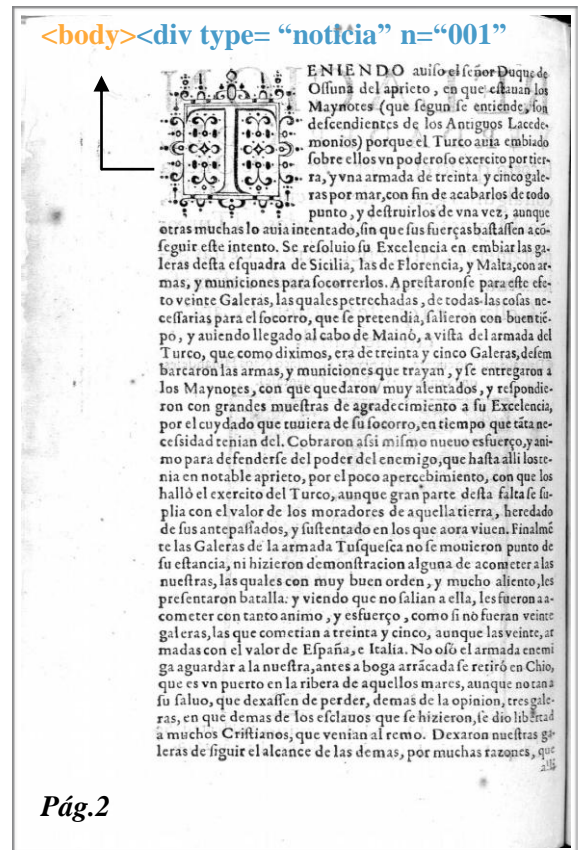 <body><div type= “noticia” n=“001”
TENIENDO auiso el señor Duque de
Ossuna del aprieto, en que estauan los
Maynotes (que segun se entiende, son
descendientes de los Antiguos Lacede-
monios) porque el Turco auia embiado
sobre ellos vn poderoso exercito por tier-
ra, y vna armada de treinta y cinco gale-
ras por mar, con fin de acabarlos de todo
punto, y destruirlos de vna vez, aunque
otras muchas lo auia intentado, sin que sus fuerças bastassen a cõ-
seguir este intento. Se resoluio su Excelencia en embiar las ga-
leras desta esquadra de Sicilia, las de Florencia, y Malta, con ar-
mas, y municiones para socorrerlos. Aprestaronse para este efe-
to veinte Galeras, las quales petrechadas, de todas las cosas ne-
cessarias para el socorro, que se pretendia, salieron con buen tiẽ-
po, y auiendo llegado al cabo de Mainò, a vista del armada del
Turco, que como diximos, era de treinta y cinco Galeras, desem
barcaron las armas, y municiones que trayan, y se entregaron a
los Maynotes, con que quedaron muy alentados, y respondie-
ron con grandes muestras de agradecimiento a su Excelencia,
por el cuydado que tuuiera de su socorro, en tiempo que tãta ne-
cessidad tenian del. Cobraron assi mismo nueuo esfuerço, y ani-
mo para defenderse del poder del enemigo, que hasta alli los te-
nia en notable aprieto, por el poco apercebimiento, con que los
hallò el exercito del Turco, aunque gran parte desta falta se su-
plia con el valor de los moradores de aquella tierra, heredado
de sus antepassados, y sustentado en los que aora viuen. Finalmẽ
te las Galeras de la armada Tusquesca no se mouieron punto de
su estancia, ni hizieron demonstracion alguna de acometer a las
nuestras, las quales con muy buen orden, y mucho aliento, les
presentaron batalla: y viendo que no salian a ella, les fueron a a-
cometer con tanto animo, y esfuerço, como si no fueran veinte
galeras, las que cometian a treinta y cinco, aunque las veinte, ar
madas con el valor de España, e Italia. No osò el armada enemi
ga aguardar a la nuestra, antes a boga arrãcada se retirò en Chio,
que es vn puerto en la ribera de aquellos mares, aunque no tan a
su saluo, que dexassen de perder, demas de la opinion, tres gale-
ras, en que demas de los esclauos que se hizieron, se dio libertad
a muchos Cristianos, que venian al remo. Dexaron nuestras ga-
leras de siguir el alcance de las demas, por muchas razones, que
alli
Pág.2